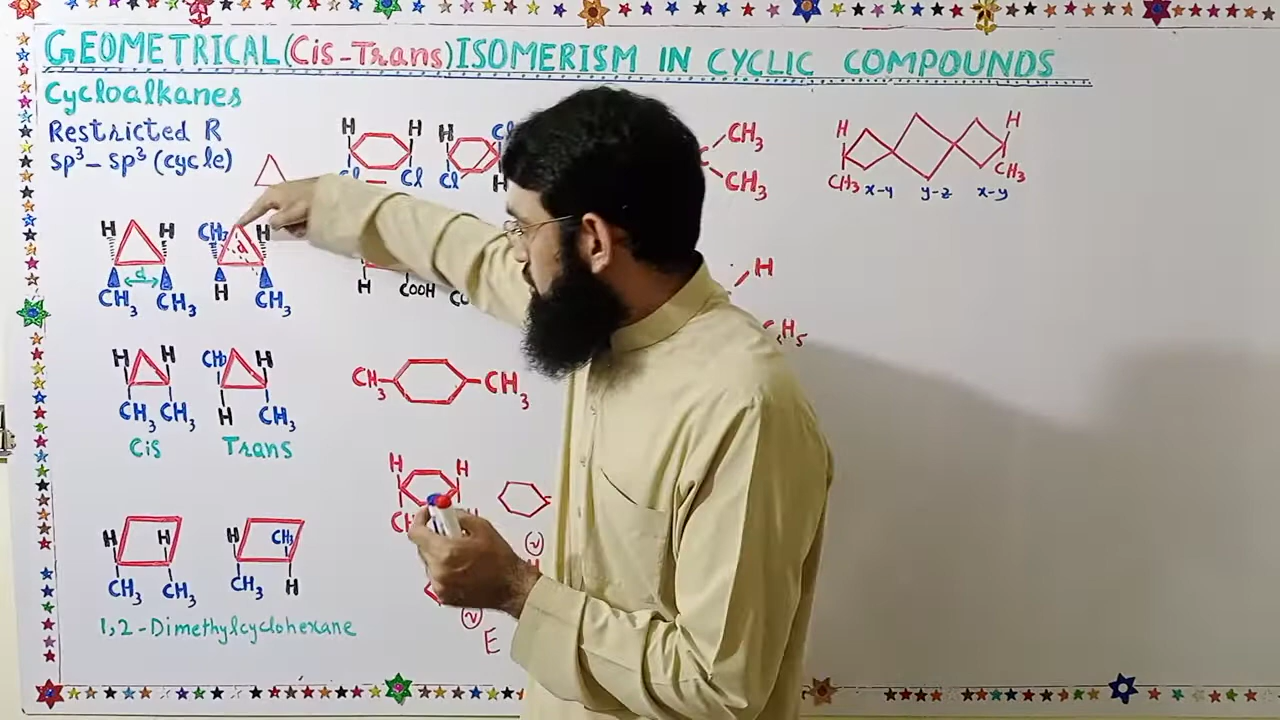 GEOMETRICAL (Cis-Trans) ISOMERISM IN CYCLIC COMPOUNDS
Cycloalkanes
Restricted R
sp³-sp³ (cycle)
H H H Cl
Cl Cl Cl H
CH₃
CH₃
H H
CH₃ CH₃
x-y y-z x-y
H H CH₃ H
d d
CH₃ CH₃ H CH₃
H COOH
H
H₅
H H CH₃ H
CH₃ CH₃ H CH₃
Cis Trans
CH₃ CH₃
H H
H H H CH₃
CH₃ CH₃ CH₃ H
1,2-Dimethylcyclohexane
E